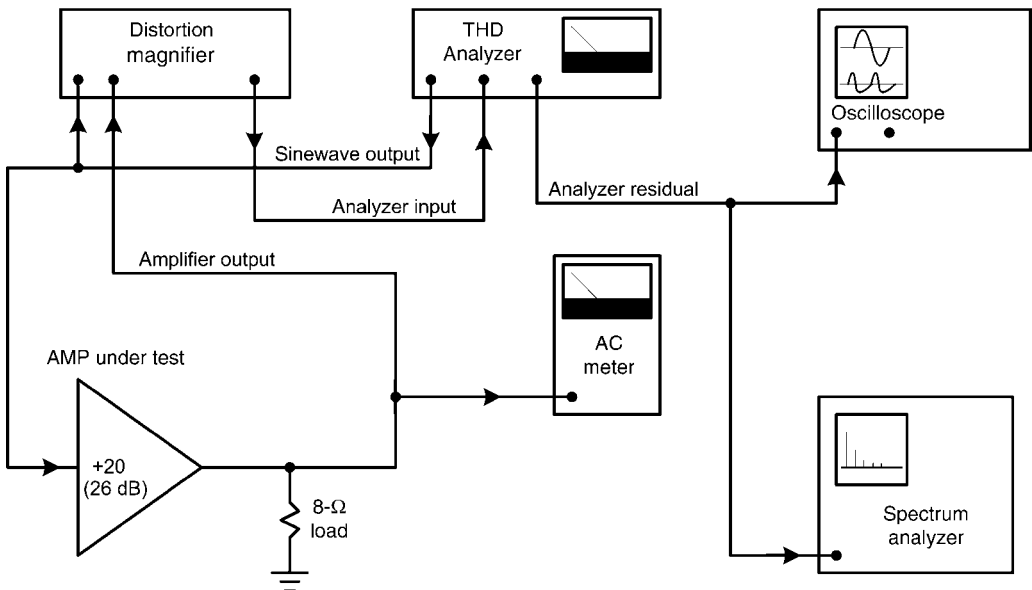 Distortion
magnifier
THD
Analyzer
Oscilloscope
Sinewave output
Analyzer input
Analyzer residual
Amplifier output
AC
meter
AMP under test
+20
(26 dB)
8-Ω
load
Spectrum
analyzer